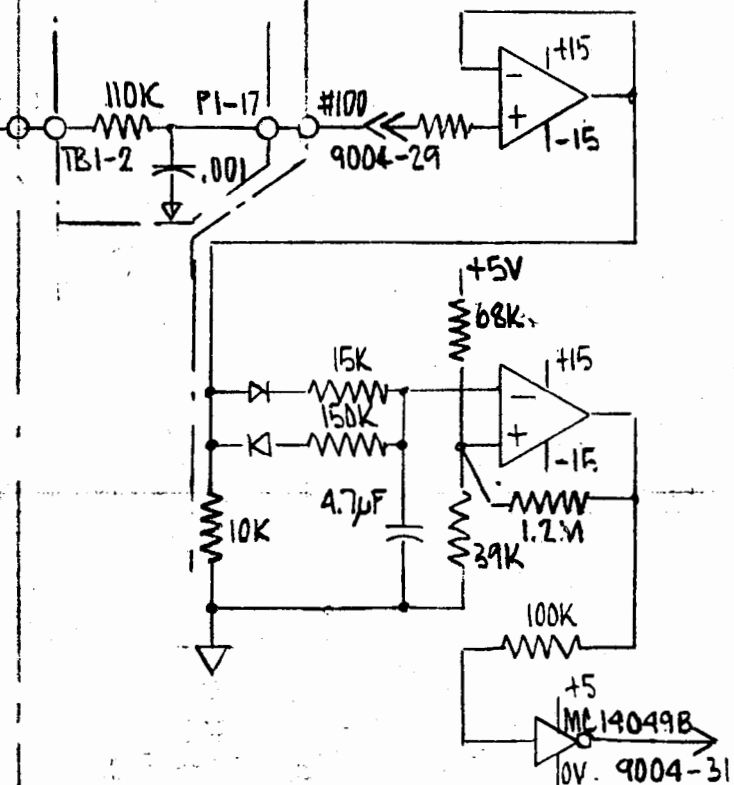 +15
110K
P1-17
#100
−
+
TB1-2
.001
9004-29
-15
+5V
68K
15K
+15
150K
−
+
-15
4.7µF
10K
39K
1.2M
100K
+5
MC14049B
0V. 9004-31